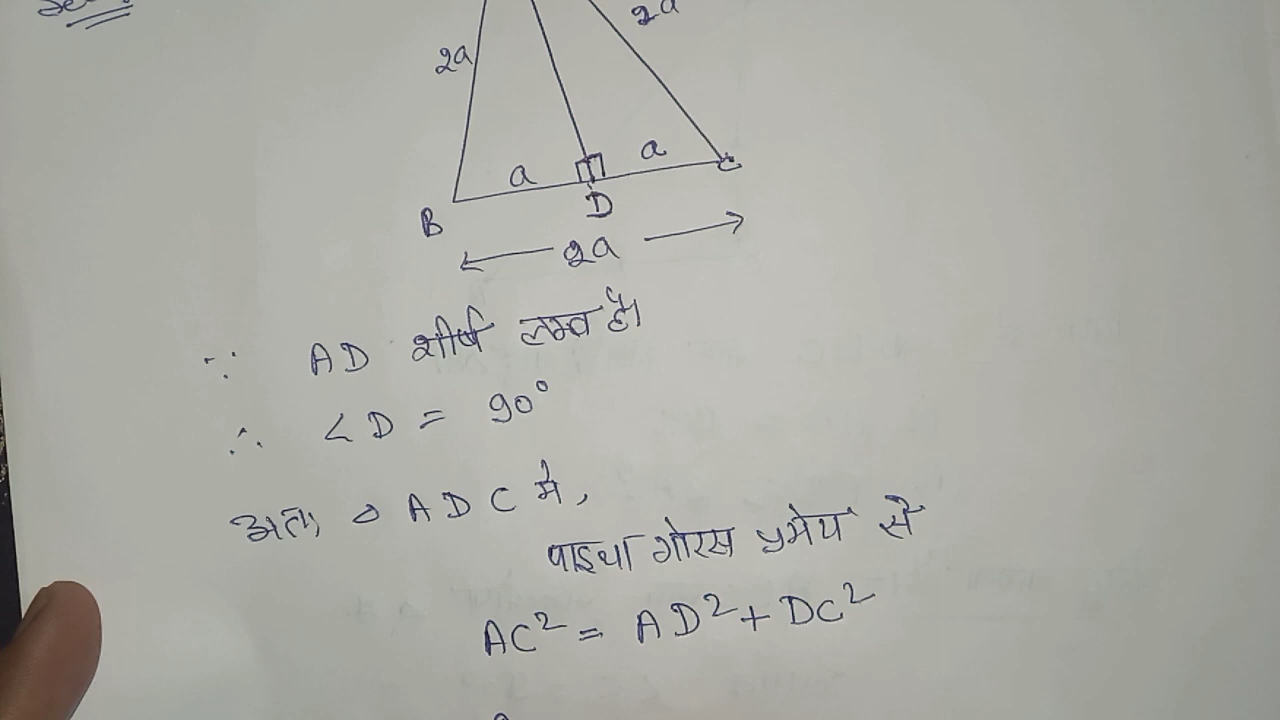 2a
2a
a
a
B
D
C
2a
∵ AD शीर्ष लम्ब है।
∴ ∠D = 90°
अतः △ADC में,
पाइथागोरस प्रमेय से
AC² = AD² + DC²